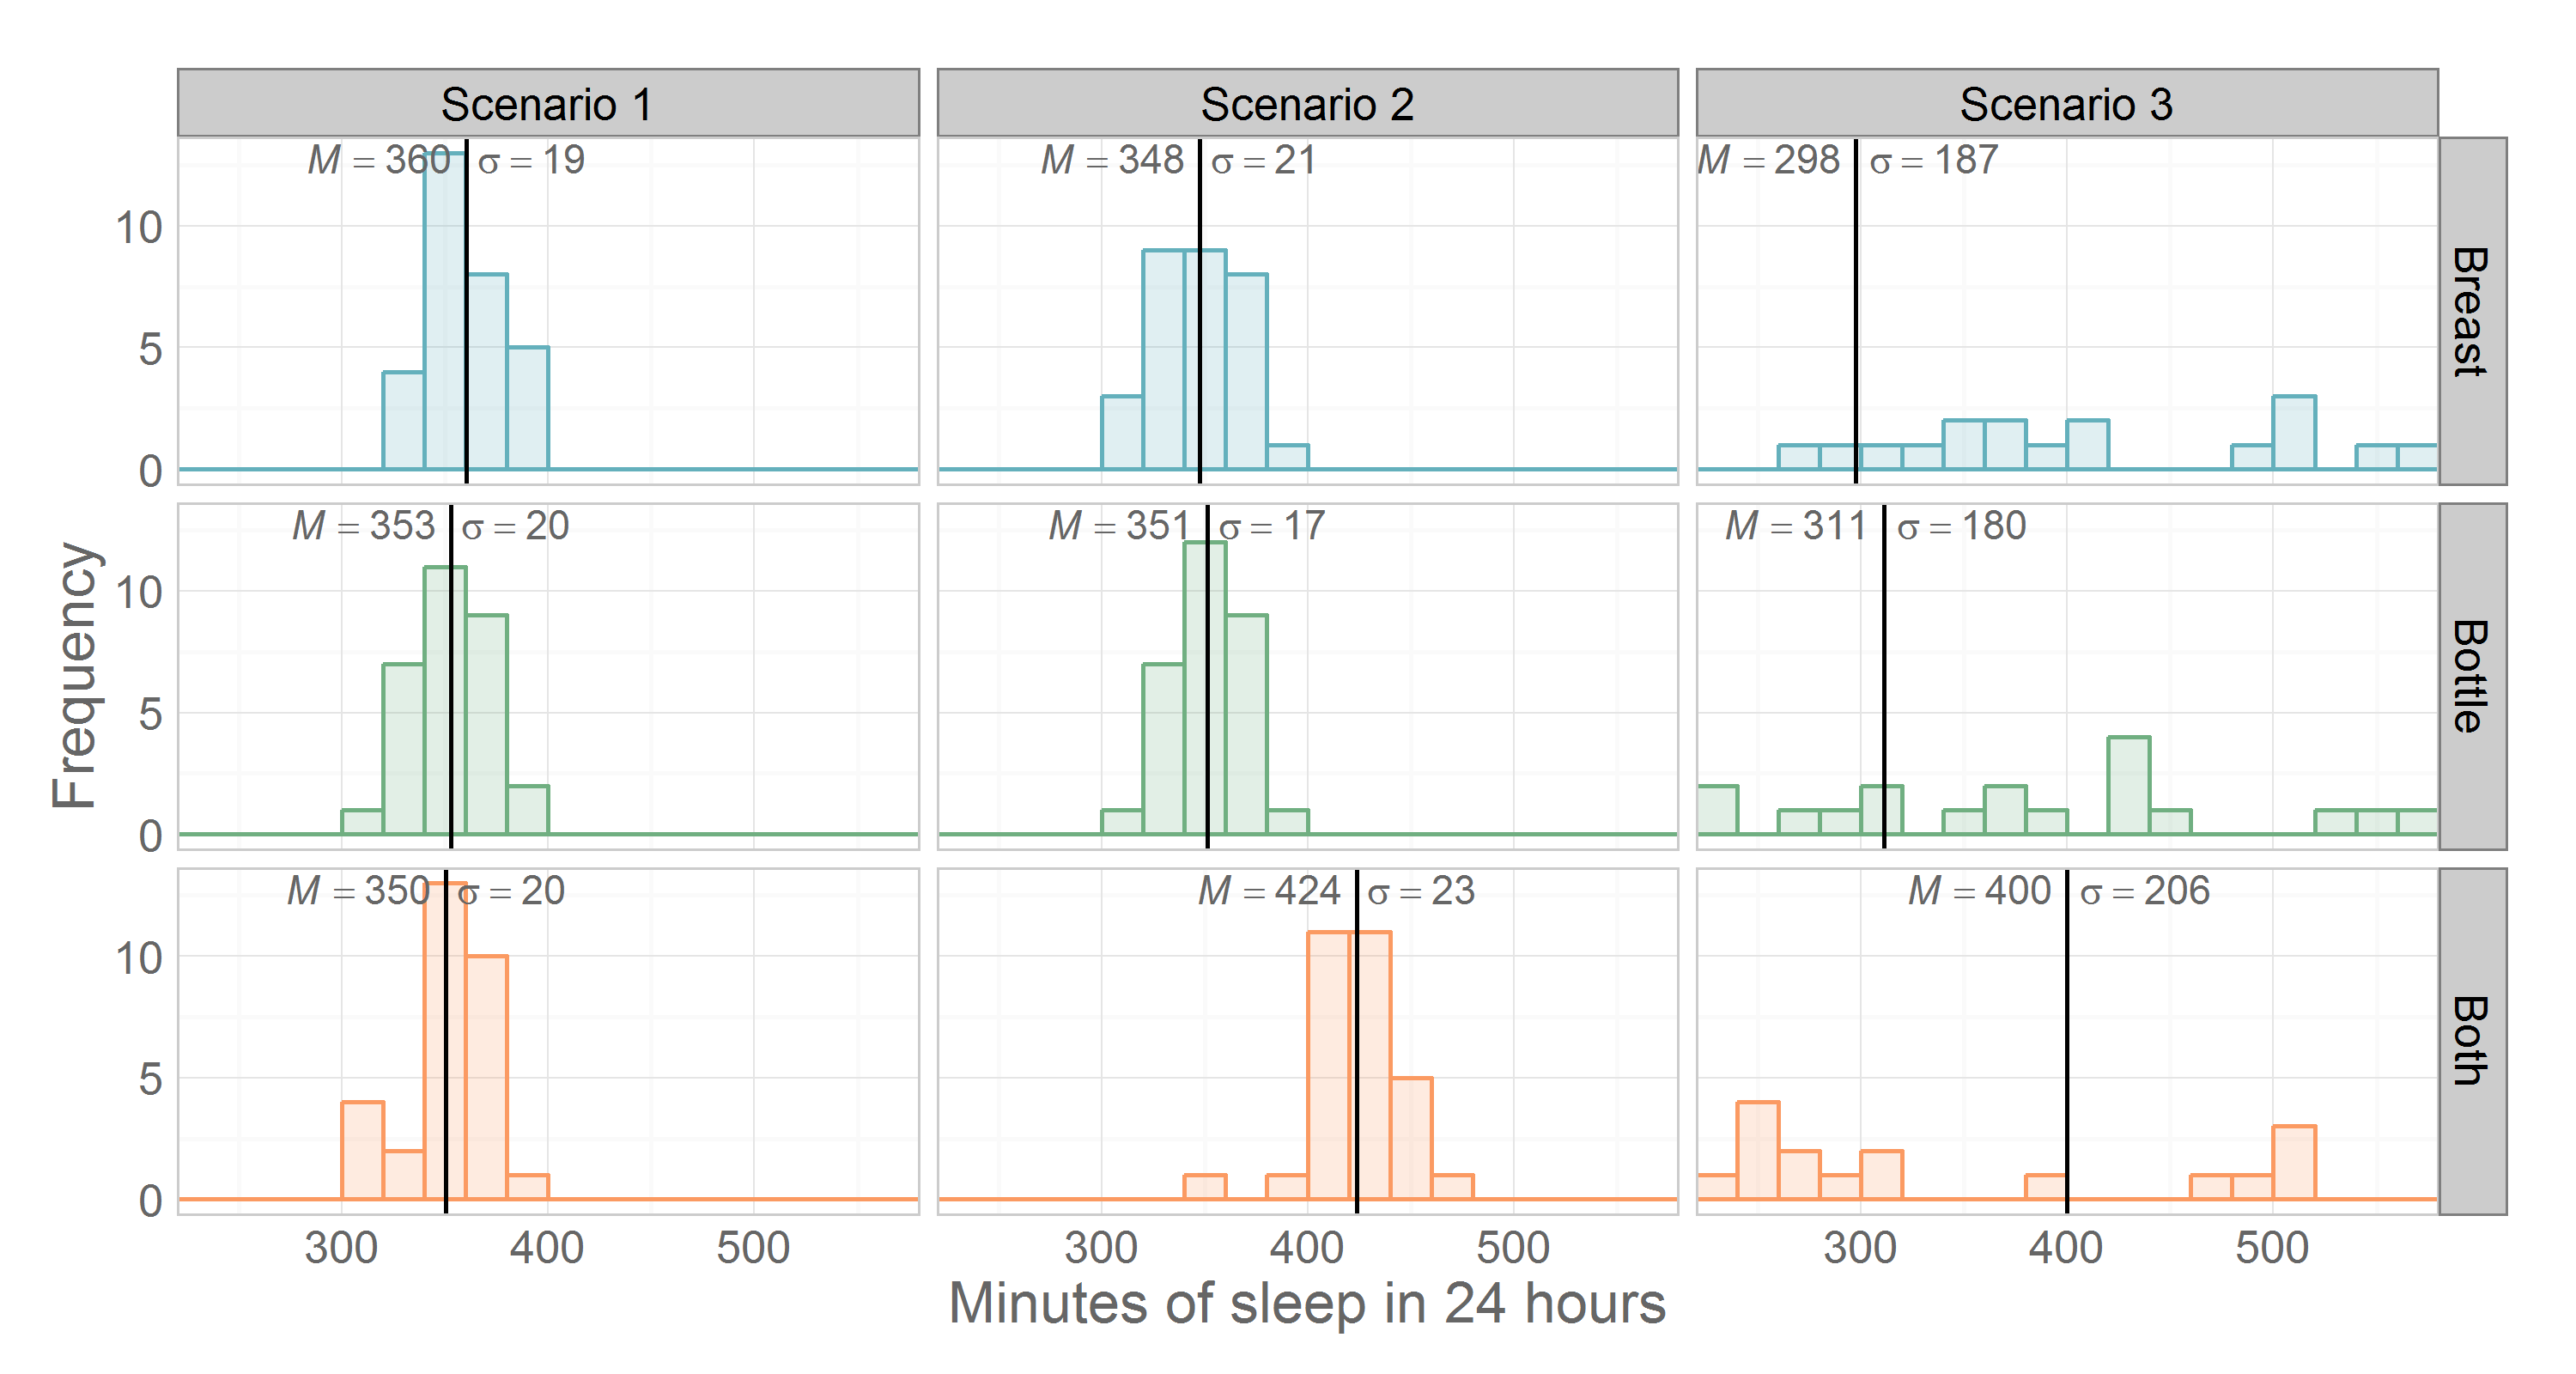 Scenario 1 Scenario 2 Scenario 3
M = 360 σ = 19 M = 348 σ = 21 M = 298 σ = 187
10
5
0
Breast
M = 353 σ = 20 M = 351 σ = 17 M = 311 σ = 180
10
5
0
Bottle
M = 350 σ = 20 M = 424 σ = 23 M = 400 σ = 206
10
5
0
Both
Frequency
300 400 500 300 400 500 300 400 500
Minutes of sleep in 24 hours